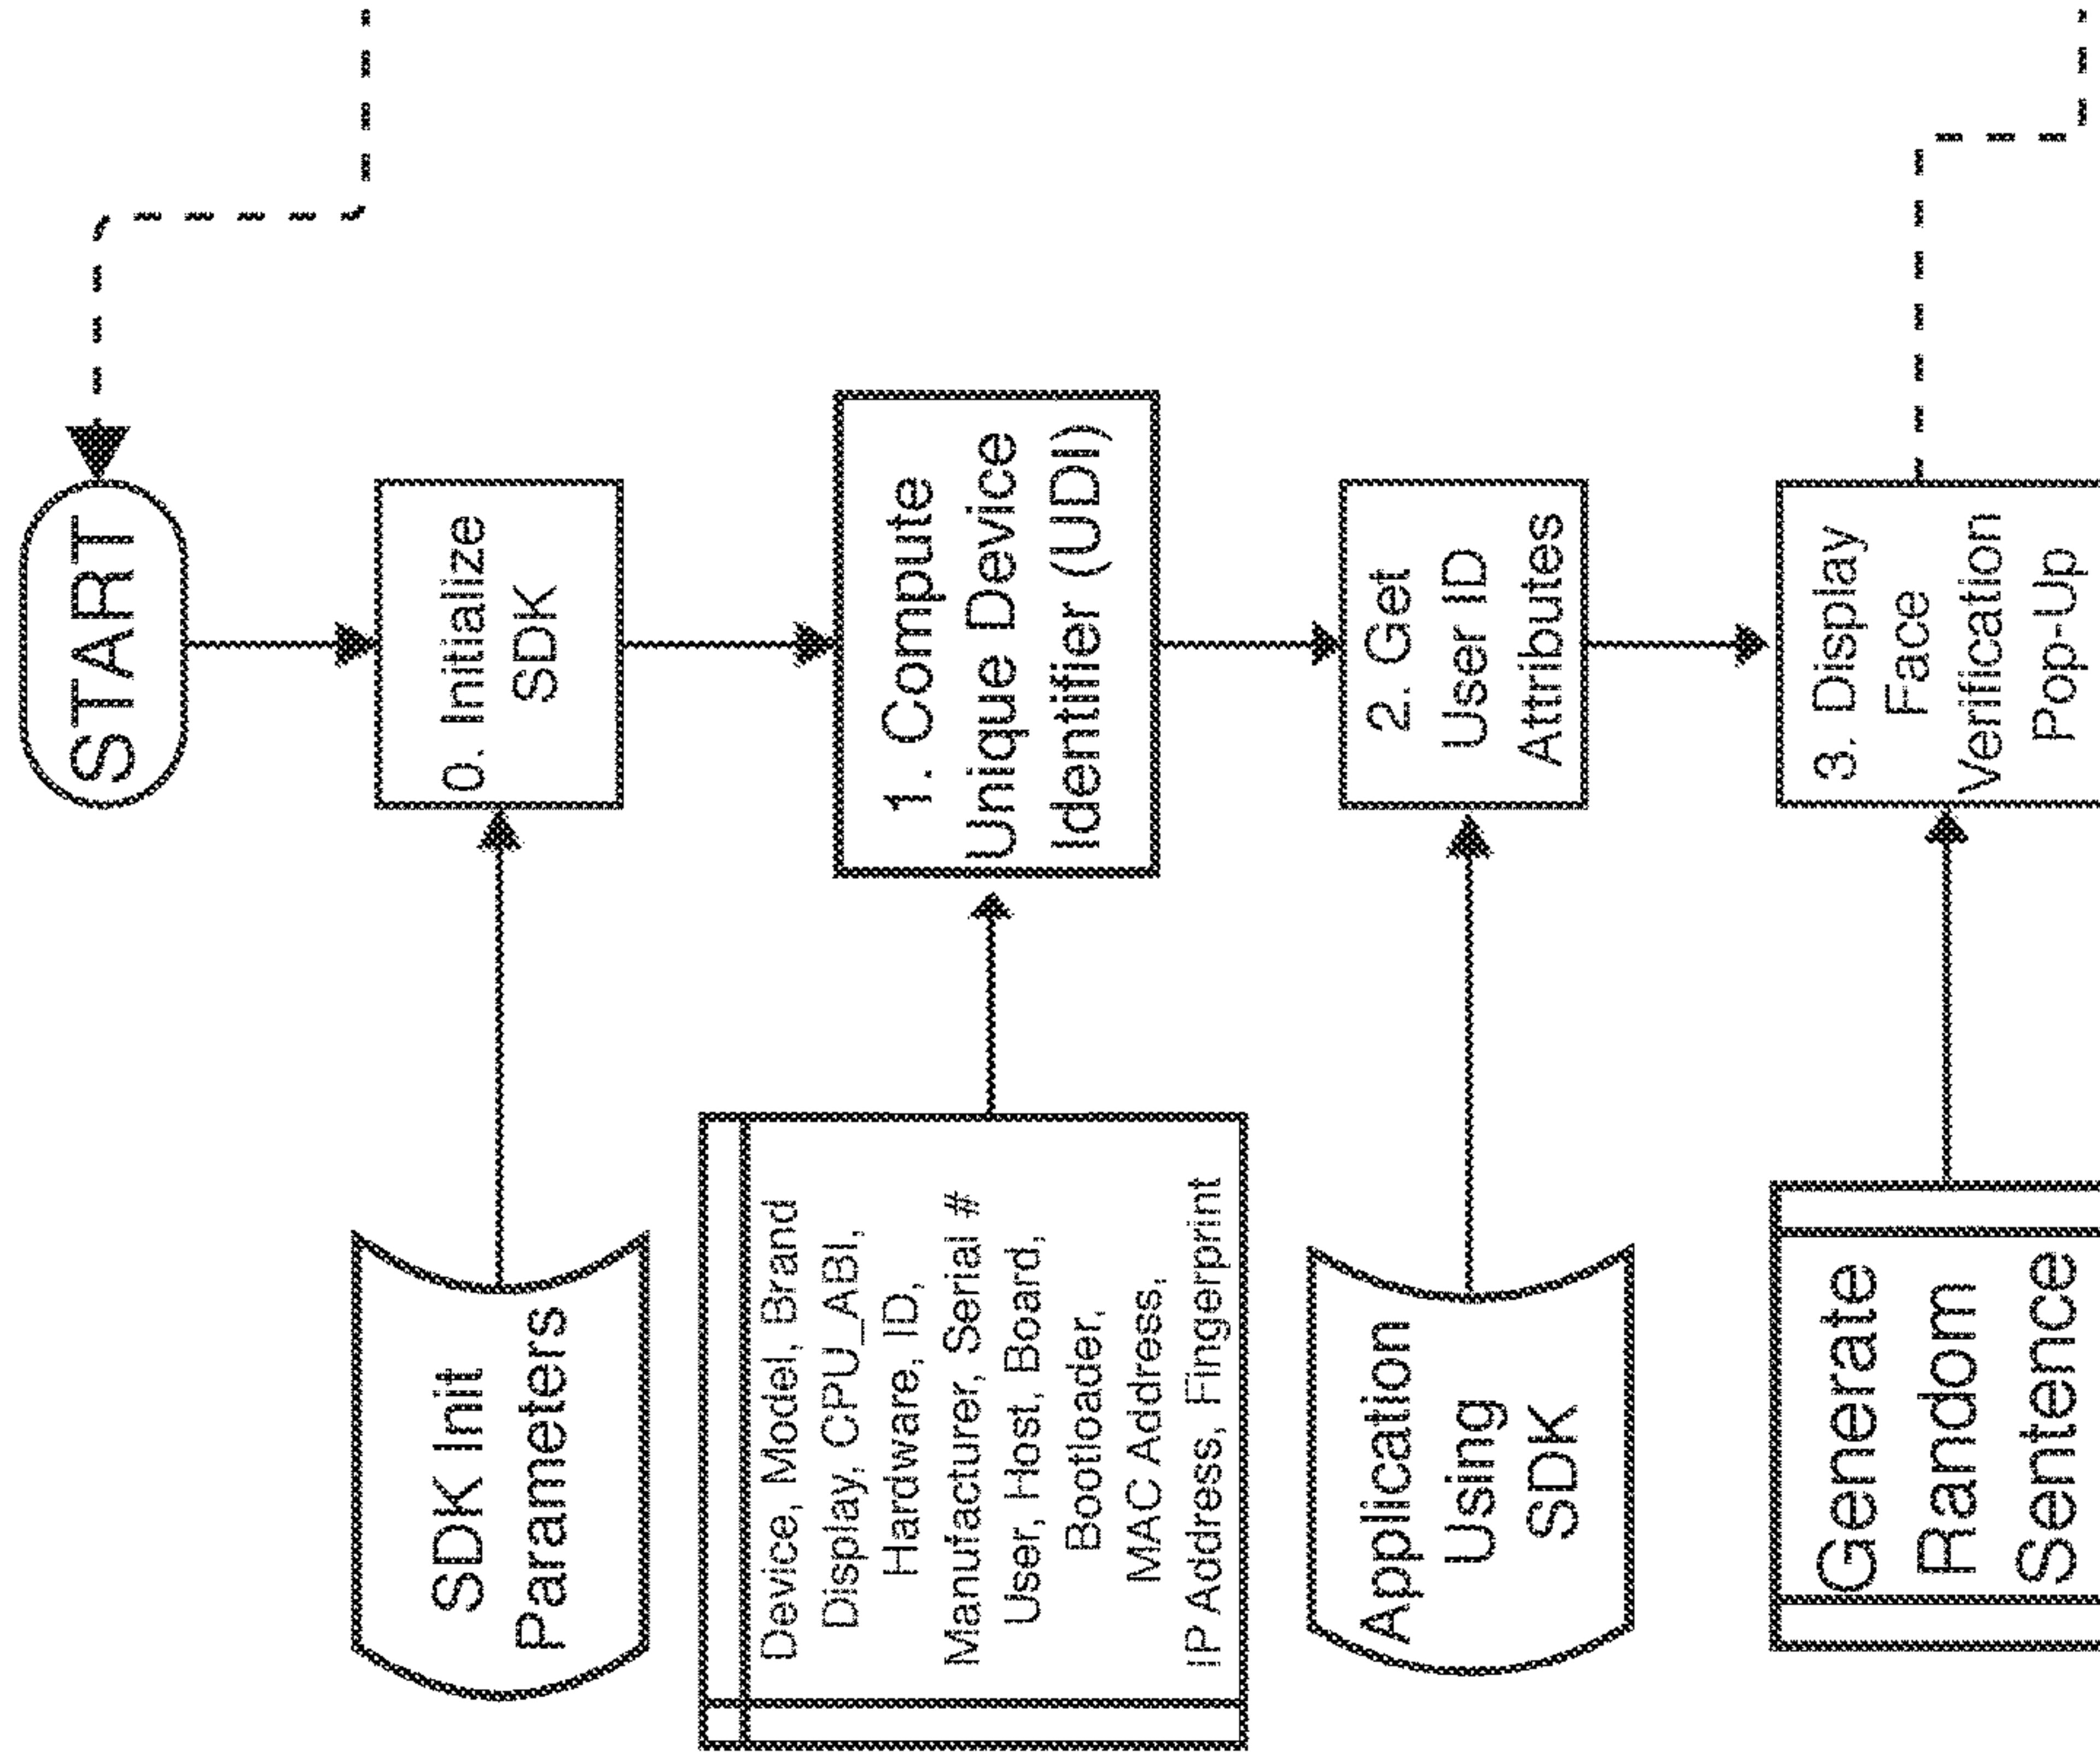 START
0. Initialize
SDK
SDK Init
Parameters
1. Compute
Unique Device
Identifier (UDI)
Device, Model, Brand
Display, CPU_ABI,
Hardware, ID,
Manufacturer, Serial #
User, Host, Board,
Bootloader,
MAC Address,
IP Address, Fingerprint
2. Get
User ID
Attributes
Application
Using
SDK
3. Display
Face
Verification
Pop-Up
Generate
Random
Sentence